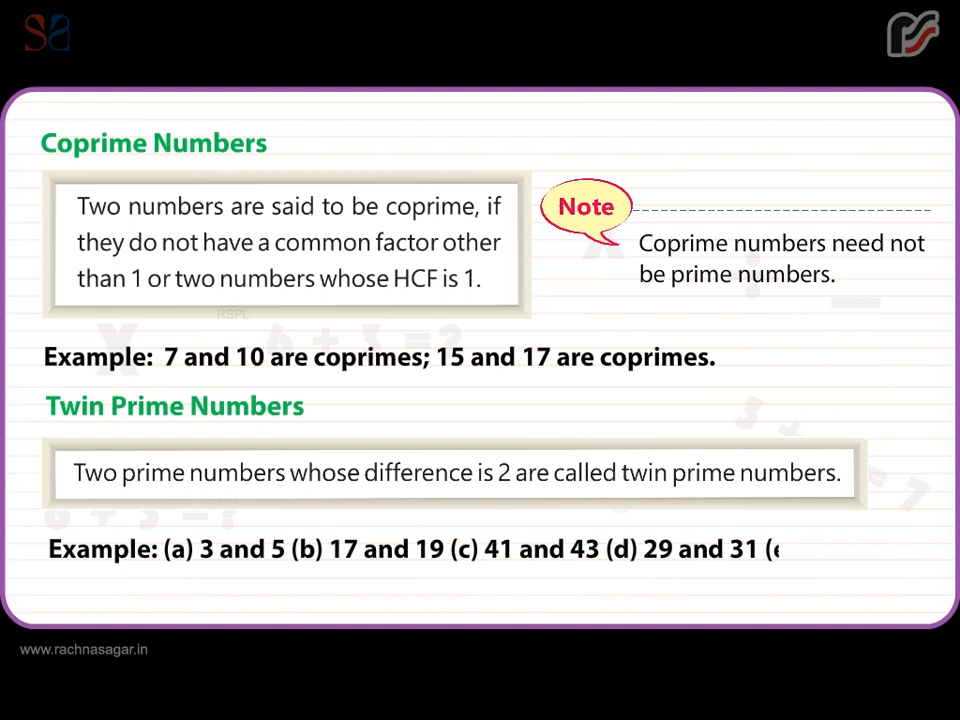 Coprime Numbers
Two numbers are said to be coprime, if
they do not have a common factor other
than 1 or two numbers whose HCF is 1.
Note
Coprime numbers need not
be prime numbers.
RSPL
6 + 3 = ?
Example: 7 and 10 are coprimes; 15 and 17 are coprimes.
Twin Prime Numbers
Two prime numbers whose difference is 2 are called twin prime numbers.
Example: (a) 3 and 5 (b) 17 and 19 (c) 41 and 43 (d) 29 and 31 (
www.rachnasagar.in